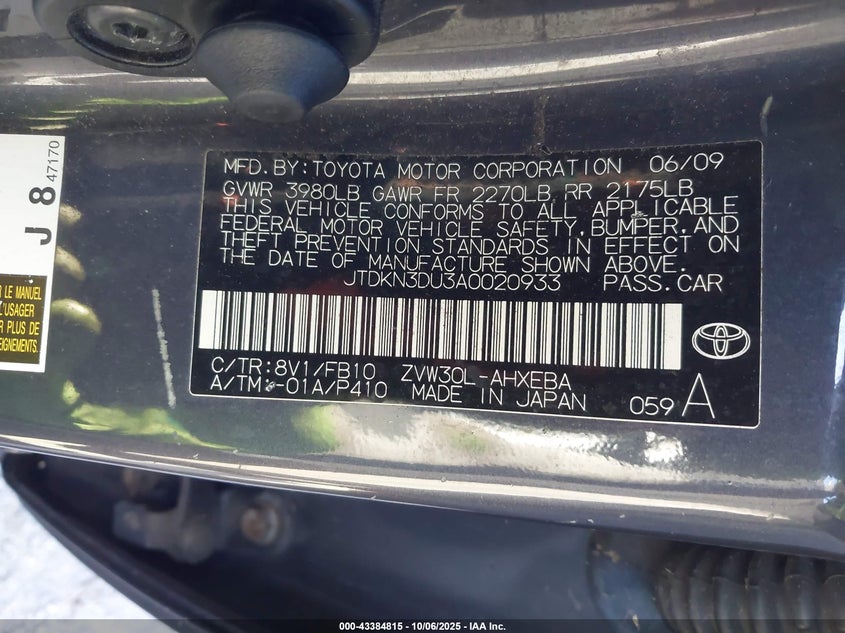 J 8 47170
I LE MANUEL
L'USAGER
R PLUS DE
EIGNEMENTS.
MFD. BY: TOYOTA MOTOR CORPORATION 06/09
GVWR 3980LB GAWR FR 2270LB RR 2175LB
THIS VEHICLE CONFORMS TO ALL APPLICABLE
FEDERAL MOTOR VEHICLE SAFETY, BUMPER, AND
THEFT PREVENTION STANDARDS IN EFFECT ON
THE DATE OF MANUFACTURE SHOWN ABOVE.
JTDKN3DU3A0020933 PASS. CAR
C/TR: 8V1/FB10 ZVW30L-AHXEBA
A/TM: -01A/P410 MADE IN JAPAN 059 A
000-43384815 - 10/06/2025 - IAA Inc.